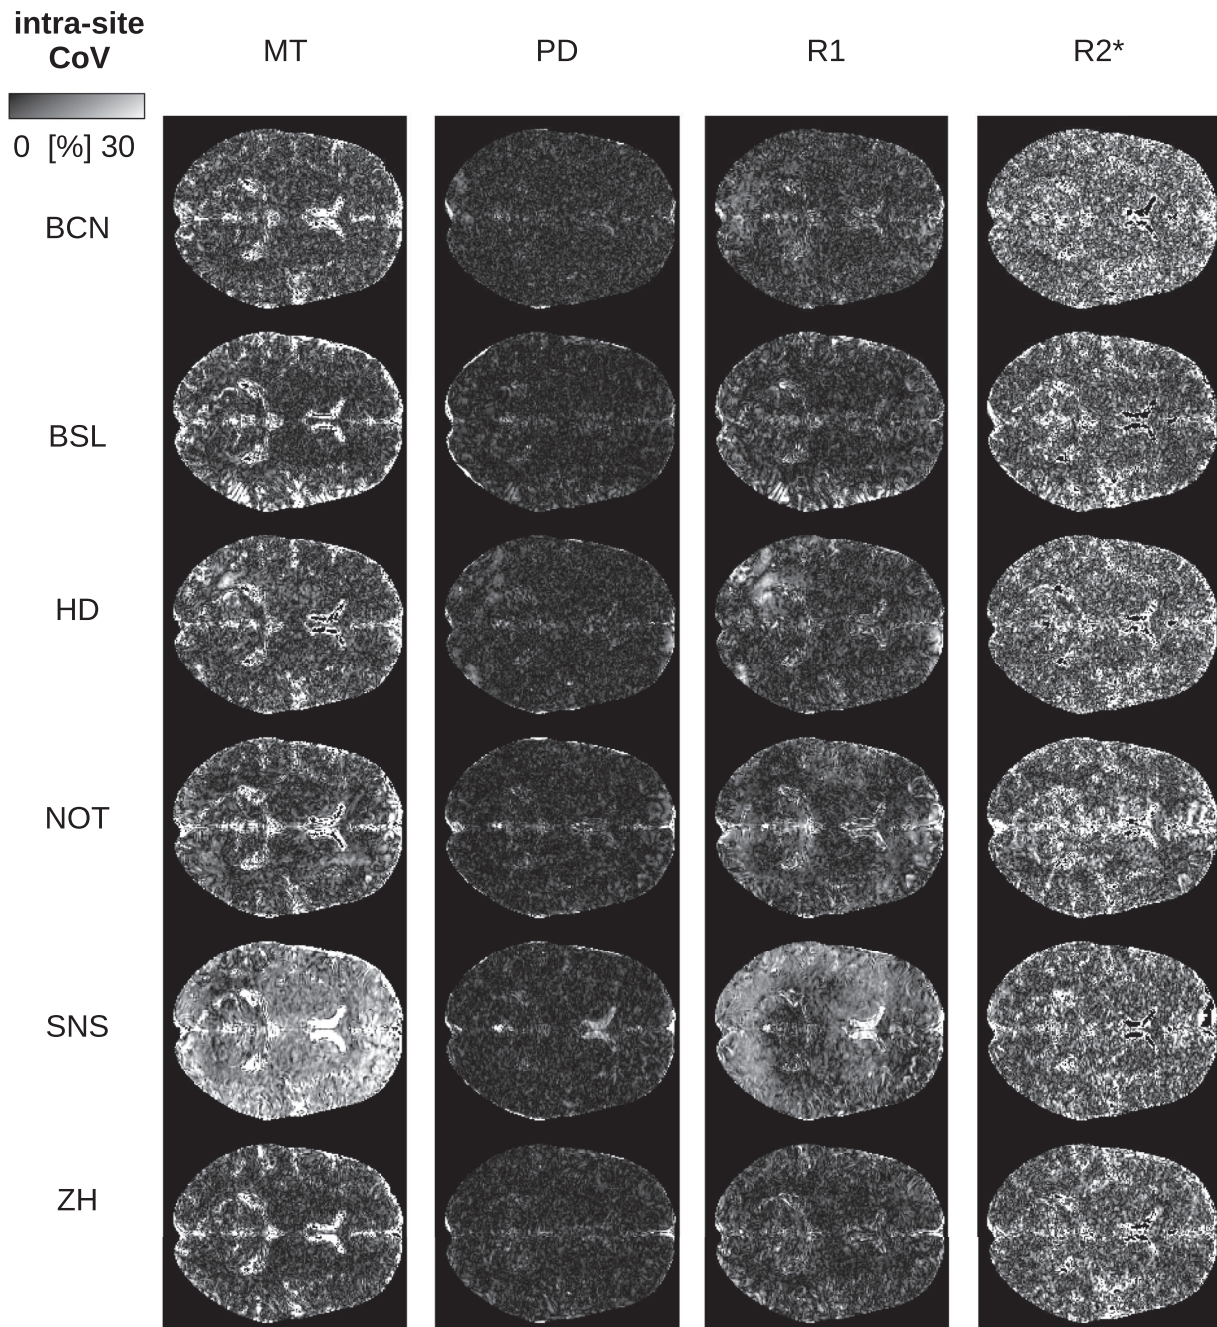 intra-site
CoV
MT
PD
R1
R2*
0 [%] 30
BCN
BSL
HD
NOT
SNS
ZH